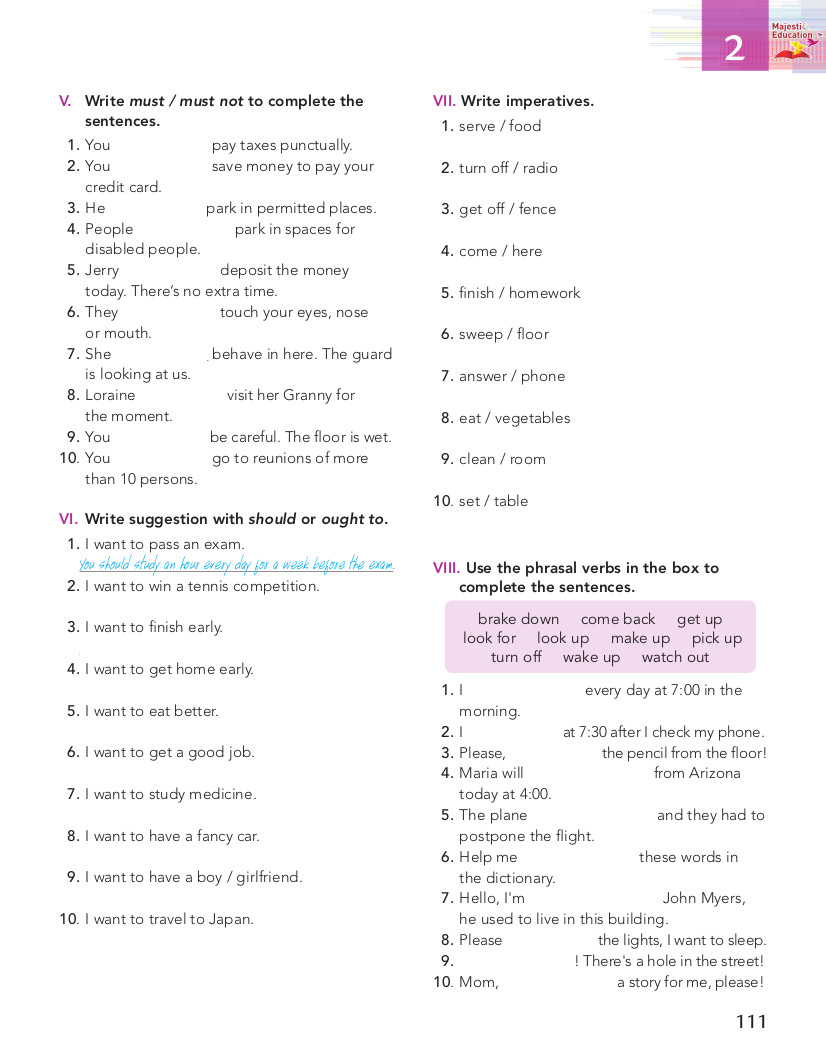 2
Majesti
Education
V. Write must / must not to complete the
sentences.
1. You pay taxes punctually.
2. You save money to pay your
credit card.
3. He park in permitted places.
4. People park in spaces for
disabled people.
5. Jerry deposit the money
today. There's no extra time.
6. They touch your eyes, nose
or mouth.
7. She behave in here. The guard
is looking at us.
8. Loraine visit her Granny for
the moment.
9. You be careful. The floor is wet.
10. You go to reunions of more
than 10 persons.
VI. Write suggestion with should or ought to.
1. I want to pass an exam.
You should study an hour every day for a week before the exam.
2. I want to win a tennis competition.
3. I want to finish early.
4. I want to get home early.
5. I want to eat better.
6. I want to get a good job.
7. I want to study medicine.
8. I want to have a fancy car.
9. I want to have a boy / girlfriend.
10. I want to travel to Japan.
VII. Write imperatives.
1. serve / food
2. turn off / radio
3. get off / fence
4. come / here
5. finish / homework
6. sweep / floor
7. answer / phone
8. eat / vegetables
9. clean / room
10. set / table
VIII. Use the phrasal verbs in the box to
complete the sentences.
brake down come back get up
look for look up make up pick up
turn off wake up watch out
1. I every day at 7:00 in the
morning.
2. I at 7:30 after I check my phone.
3. Please, the pencil from the floor!
4. Maria will from Arizona
today at 4:00.
5. The plane and they had to
postpone the flight.
6. Help me these words in
the dictionary.
7. Hello, I'm John Myers,
he used to live in this building.
8. Please the lights, I want to sleep.
9. ! There's a hole in the street!
10. Mom, a story for me, please!
111